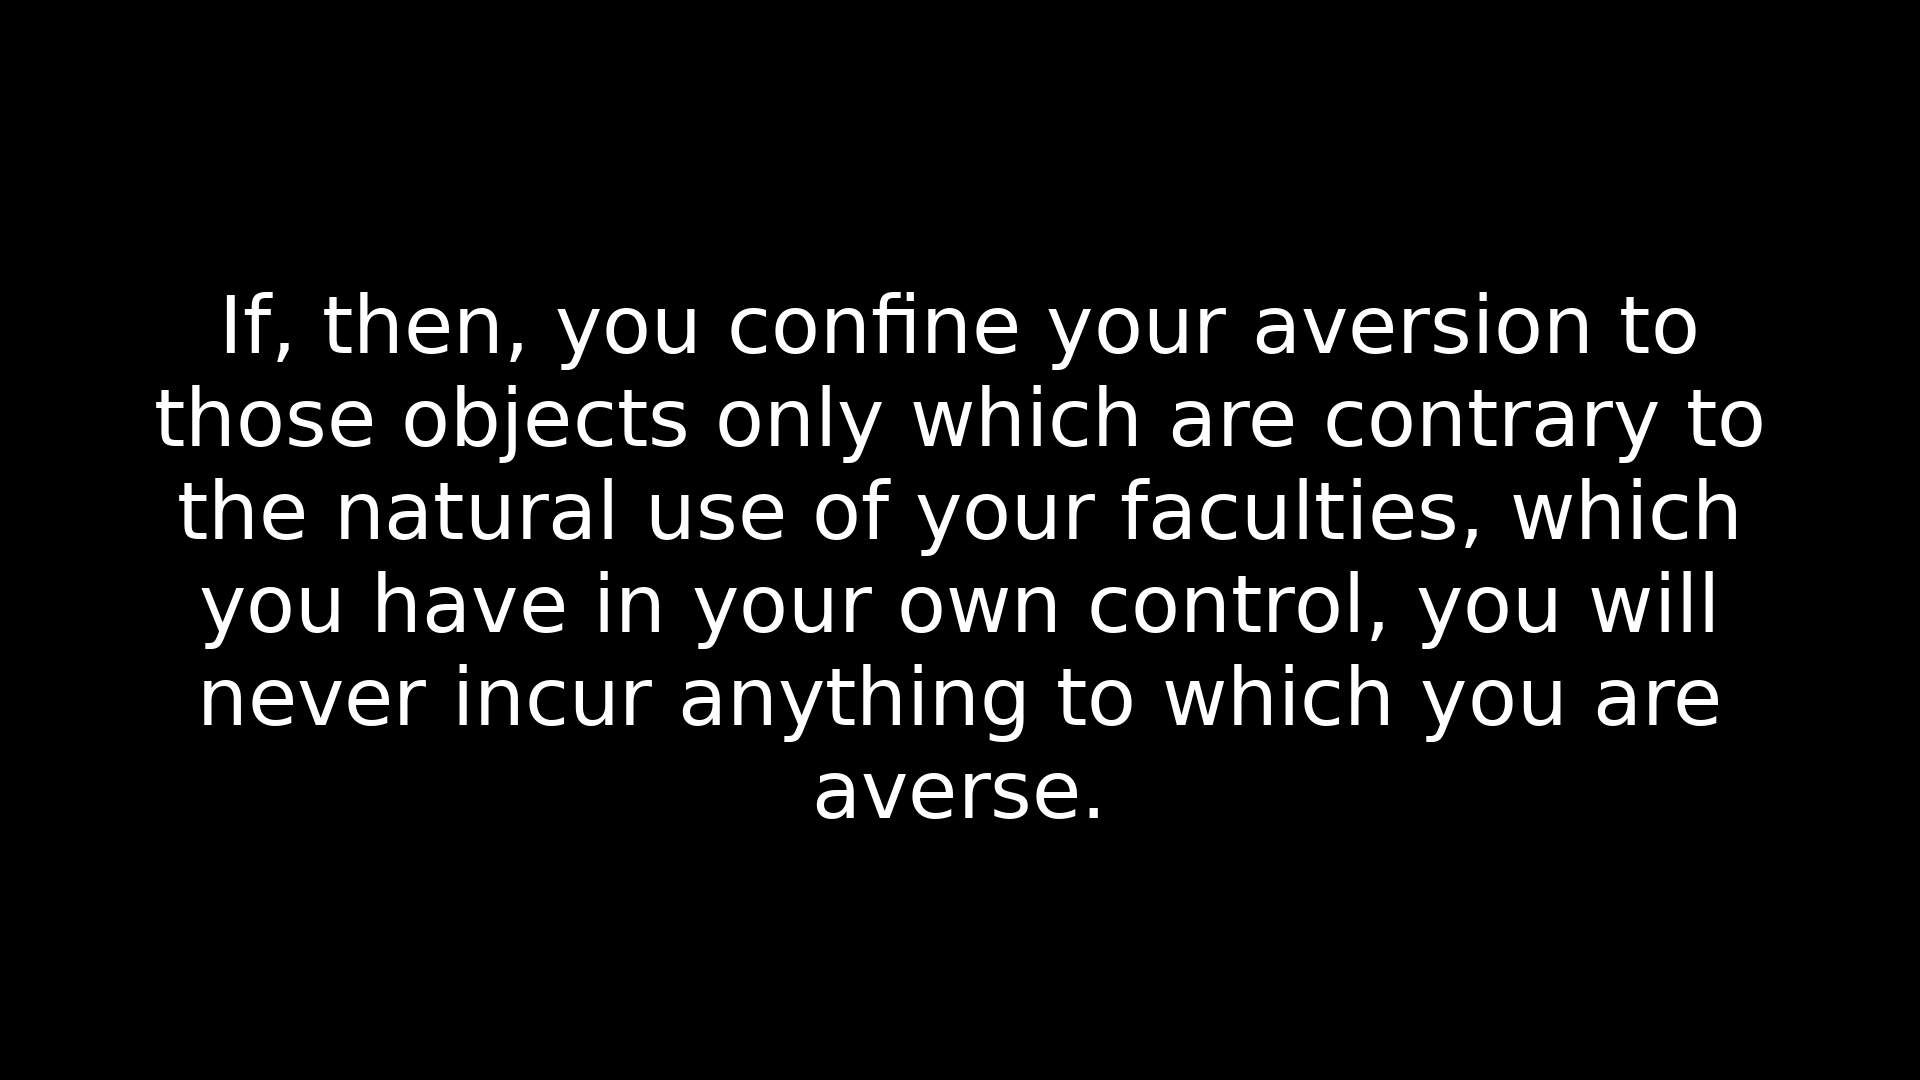 If, then, you confine your aversion to
those objects only which are contrary to
the natural use of your faculties, which
you have in your own control, you will
never incur anything to which you are
averse.